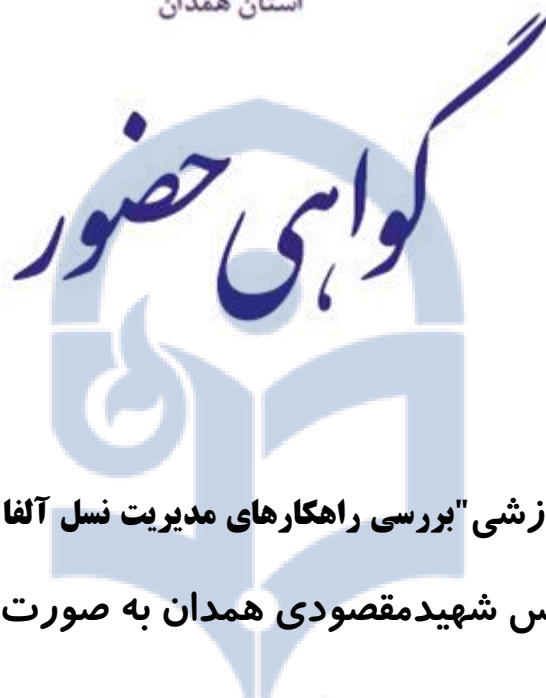 استان همدان
گواهی حضور
زشی"بررسی راهکارهای مدیریت نسل آلفا
س شهیدمقصودی همدان به صورت